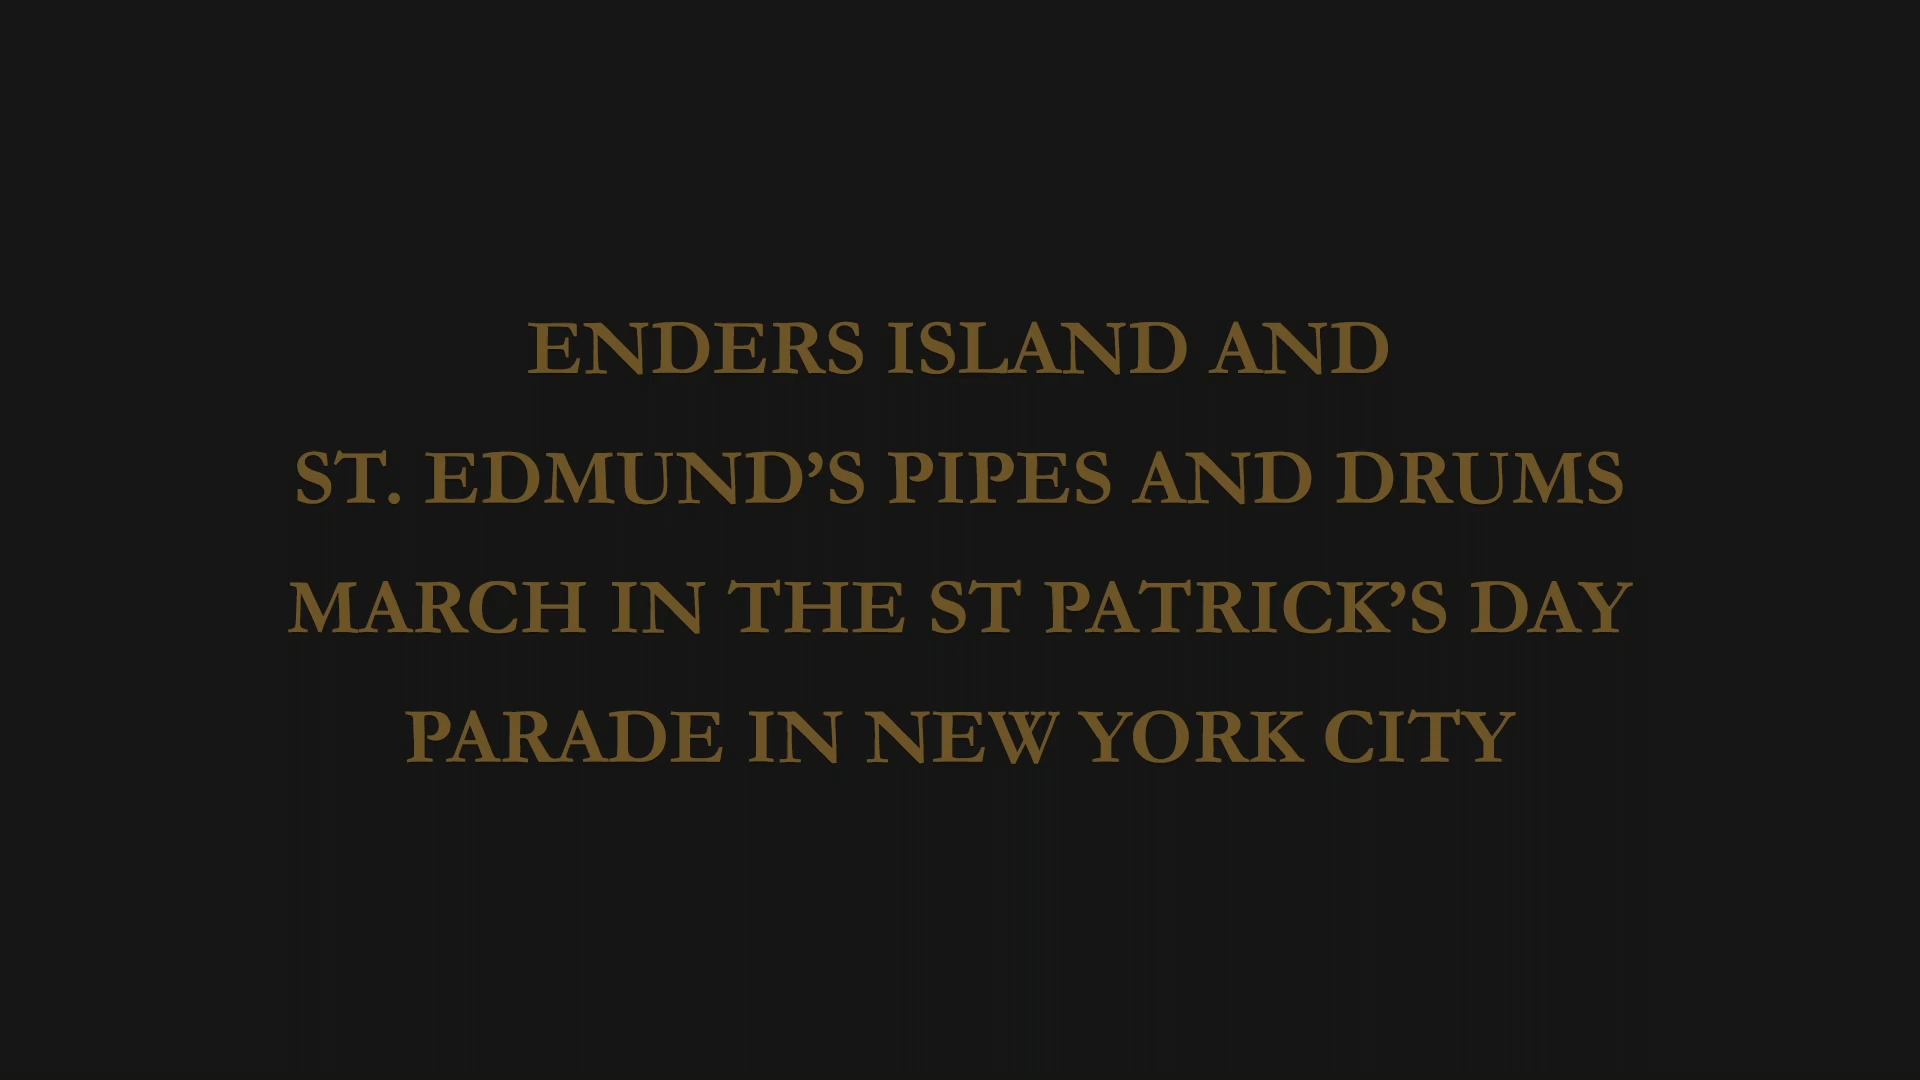 ENDERS ISLAND AND
ST. EDMUND’S PIPES AND DRUMS
MARCH IN THE ST PATRICK’S DAY
PARADE IN NEW YORK CITY